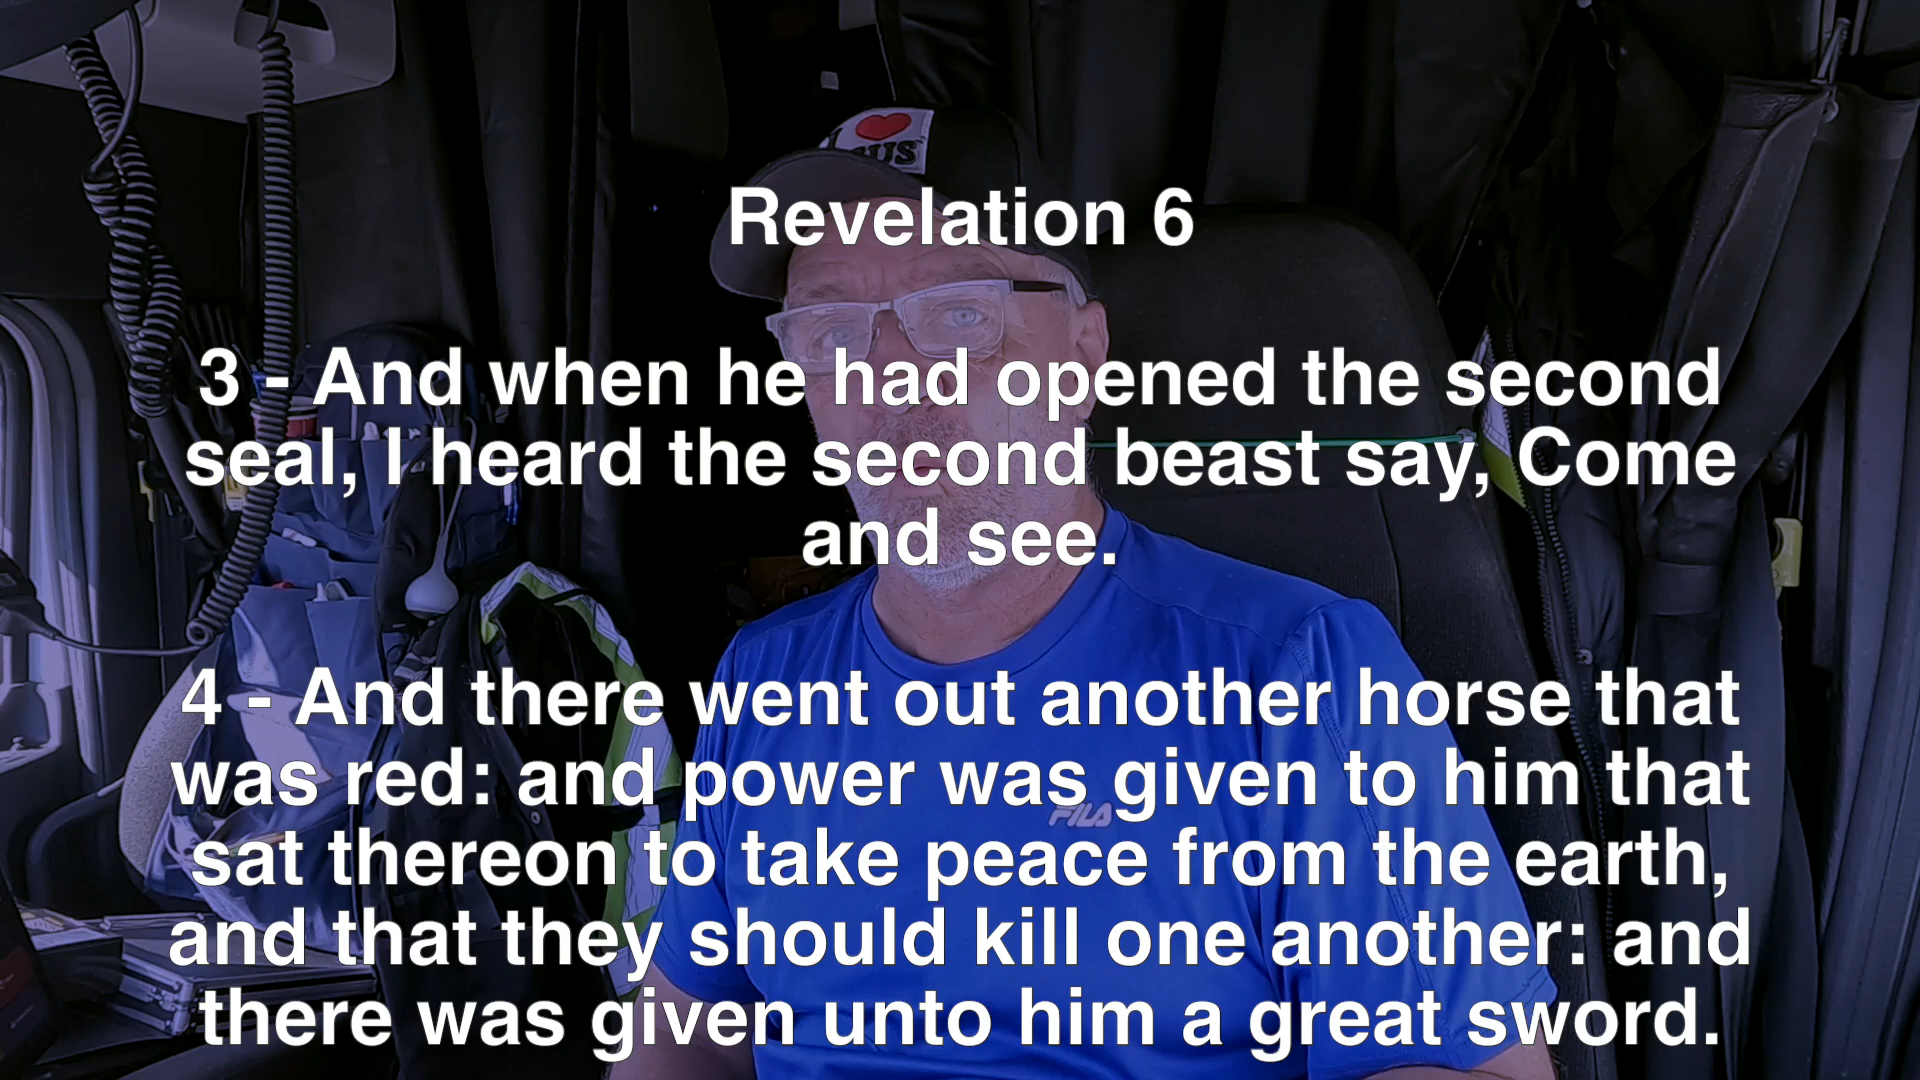 Revelation 6
3 - And when he had opened the second
seal, I heard the second beast say, Come
and see.
4 - And there went out another horse that
was red: and power was given to him that
sat thereon to take peace from the earth,
and that they should kill one another: and
there was given unto him a great sword.
FILA